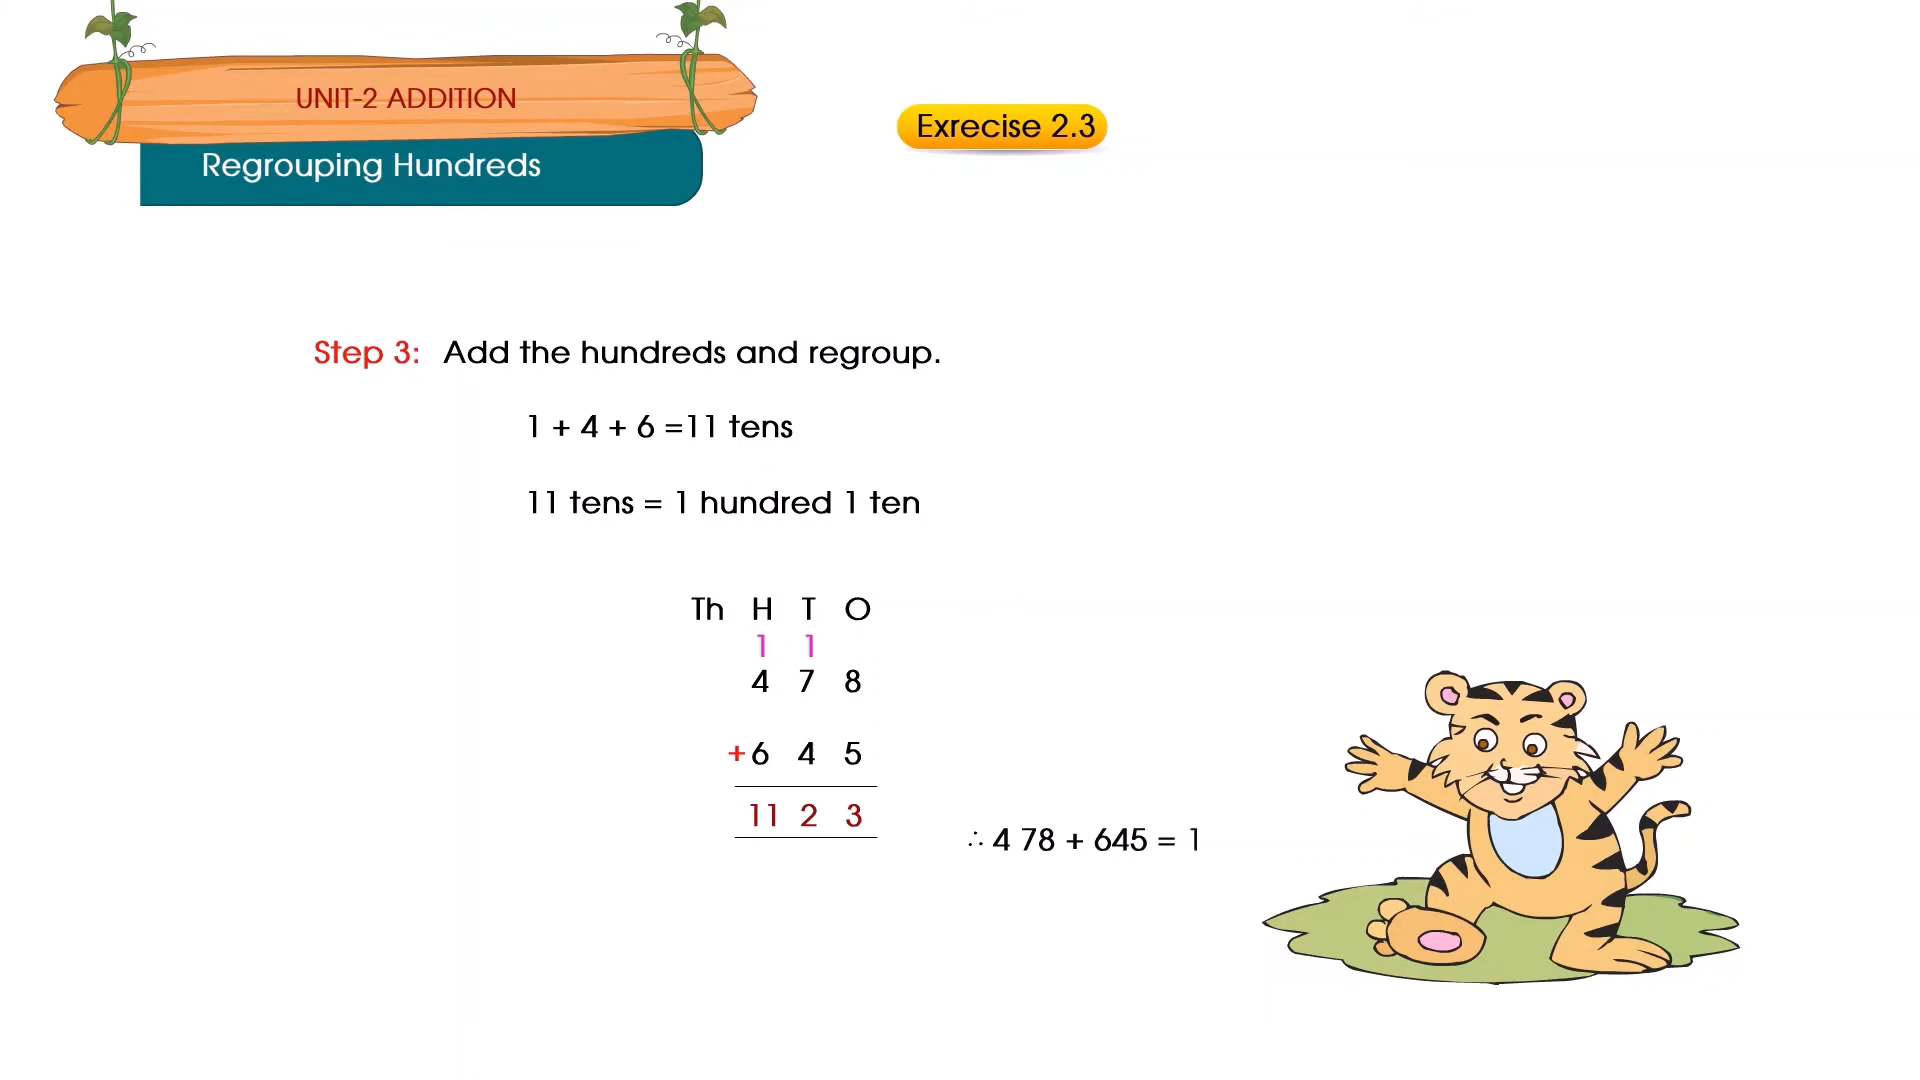 UNIT-2 ADDITION
Exrecise 2.3
Regrouping Hundreds
Step 3: Add the hundreds and regroup.
1 + 4 + 6 =11 tens
11 tens = 1 hundred 1 ten
Th H T O
1 1
4 7 8
+ 6 4 5
11 2 3
∴ 4 78 + 645 = 1